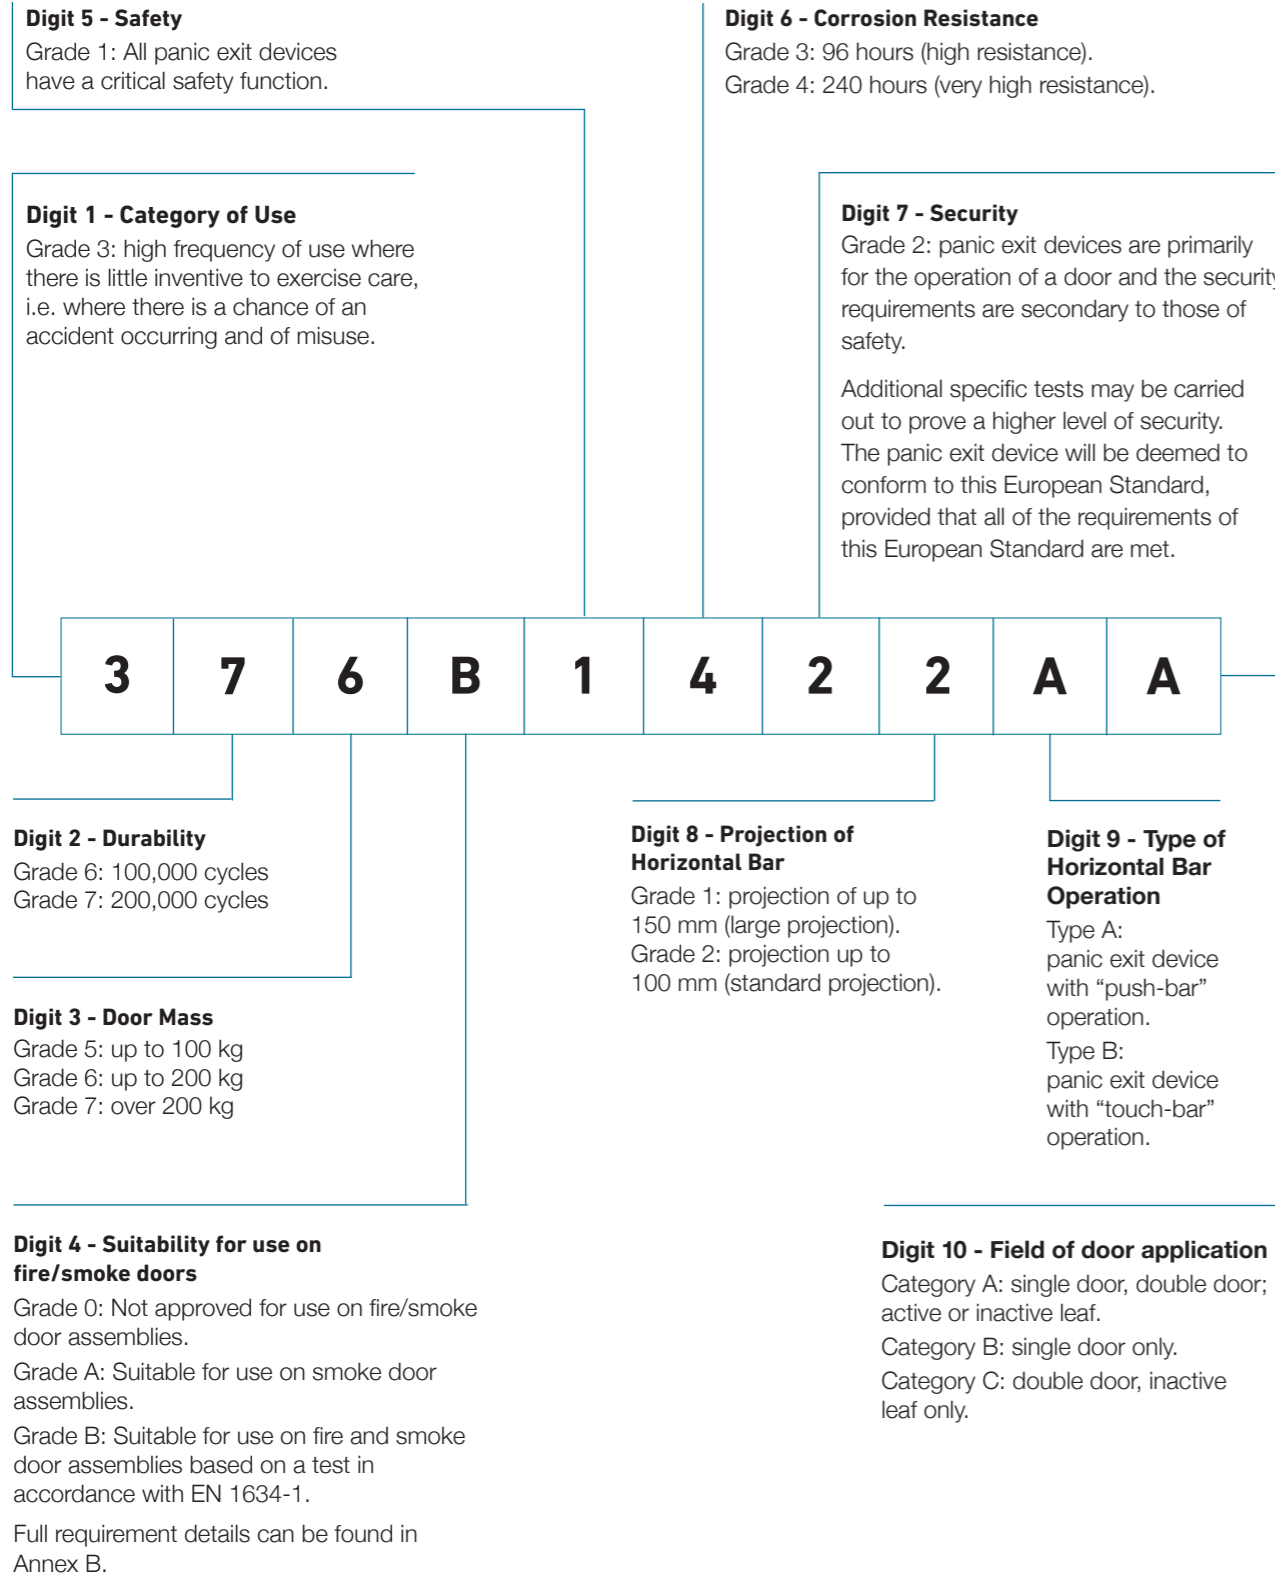 Digit 5 - Safety
Grade 1: All panic exit devices
have a critical safety function.
Digit 6 - Corrosion Resistance
Grade 3: 96 hours (high resistance).
Grade 4: 240 hours (very high resistance).
Digit 1 - Category of Use
Grade 3: high frequency of use where
there is little inventive to exercise care,
i.e. where there is a chance of an
accident occurring and of misuse.
Digit 7 - Security
Grade 2: panic exit devices are primarily
for the operation of a door and the security
requirements are secondary to those of
safety.
Additional specific tests may be carried
out to prove a higher level of security.
The panic exit device will be deemed to
conform to this European Standard,
provided that all of the requirements of
this European Standard are met.
3 7 6 B 1 4 2 2 A A
Digit 2 - Durability
Grade 6: 100,000 cycles
Grade 7: 200,000 cycles
Digit 3 - Door Mass
Grade 5: up to 100 kg
Grade 6: up to 200 kg
Grade 7: over 200 kg
Digit 4 - Suitability for use on
fire/smoke doors
Grade 0: Not approved for use on fire/smoke
door assemblies.
Grade A: Suitable for use on smoke door
assemblies.
Grade B: Suitable for use on fire and smoke
door assemblies based on a test in
accordance with EN 1634-1.
Full requirement details can be found in
Annex B.
Digit 8 - Projection of
Horizontal Bar
Grade 1: projection of up to
150 mm (large projection).
Grade 2: projection up to
100 mm (standard projection).
Digit 9 - Type of
Horizontal Bar
Operation
Type A:
panic exit device
with “push-bar”
operation.
Type B:
panic exit device
with “touch-bar”
operation.
Digit 10 - Field of door application
Category A: single door, double door;
active or inactive leaf.
Category B: single door only.
Category C: double door, inactive
leaf only.